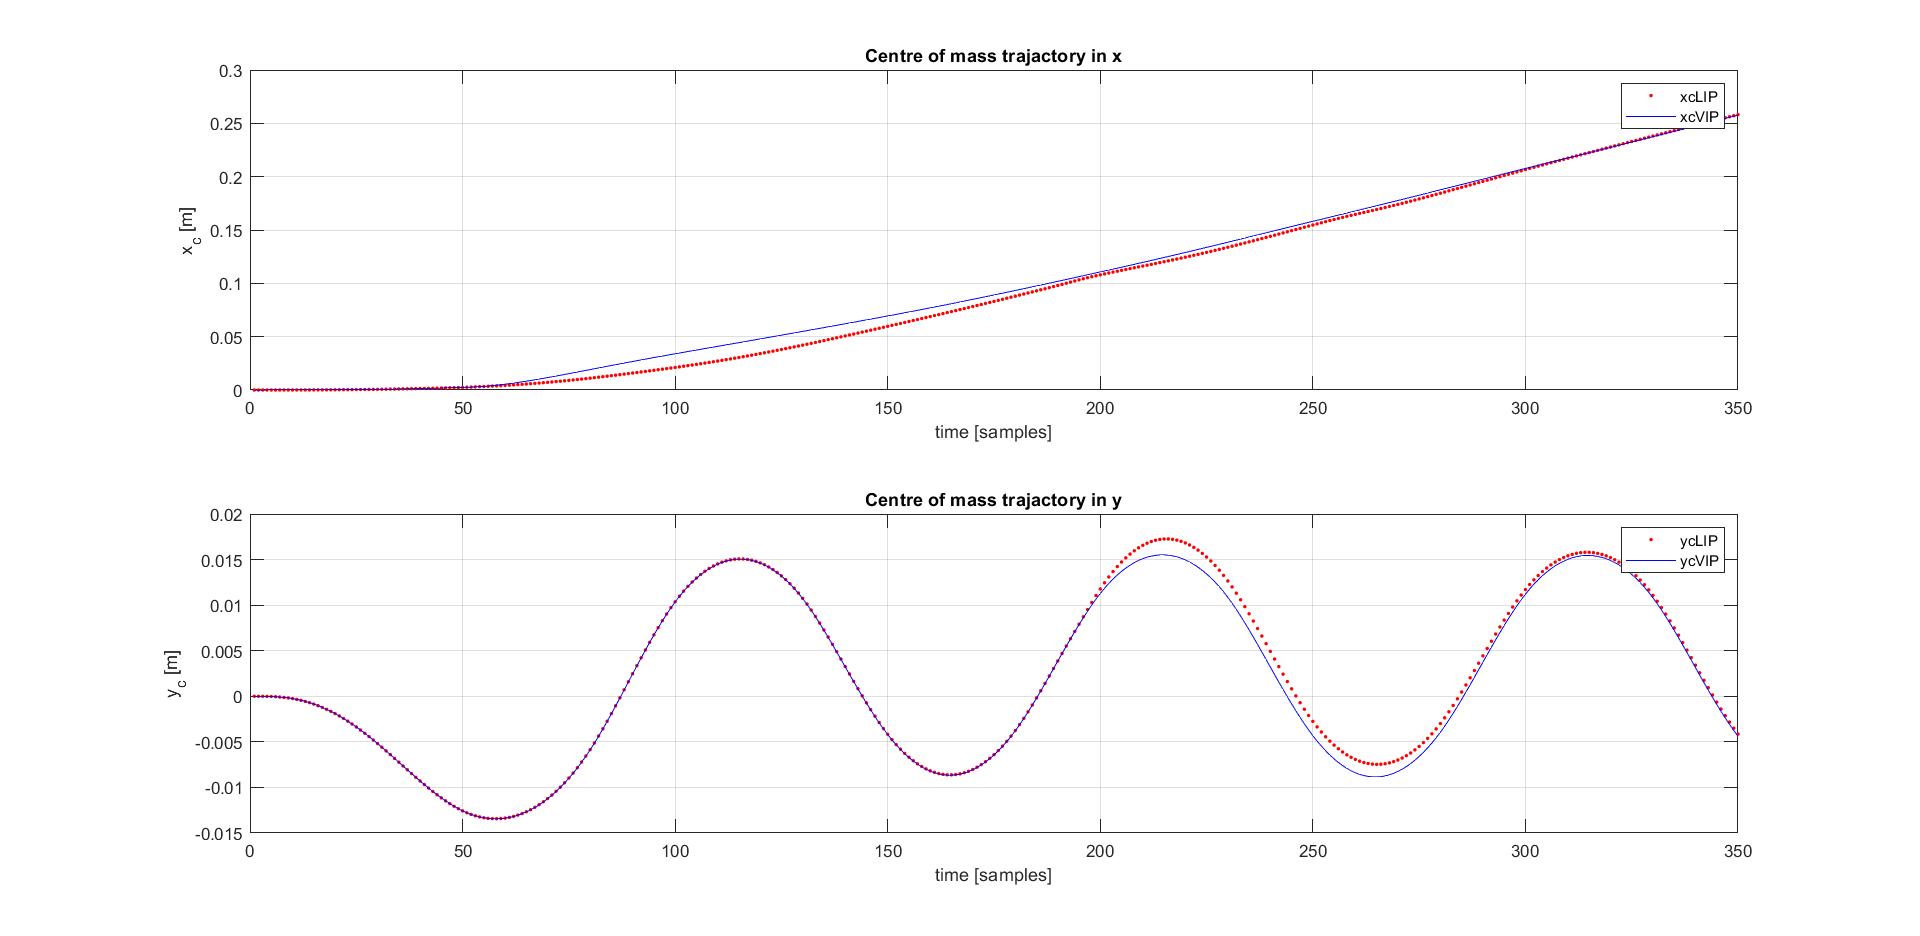 Centre of mass trajactory in x
0.3
0.25
0.2
0.15
0.1
0.05
0
x_c [m]
xcLIP
xcVIP
0 50 100 150 200 250 300 350
time [samples]
Centre of mass trajactory in y
0.02
0.015
0.01
0.005
0
-0.005
-0.01
-0.015
y_c [m]
ycLIP
ycVIP
0 50 100 150 200 250 300 350
time [samples]